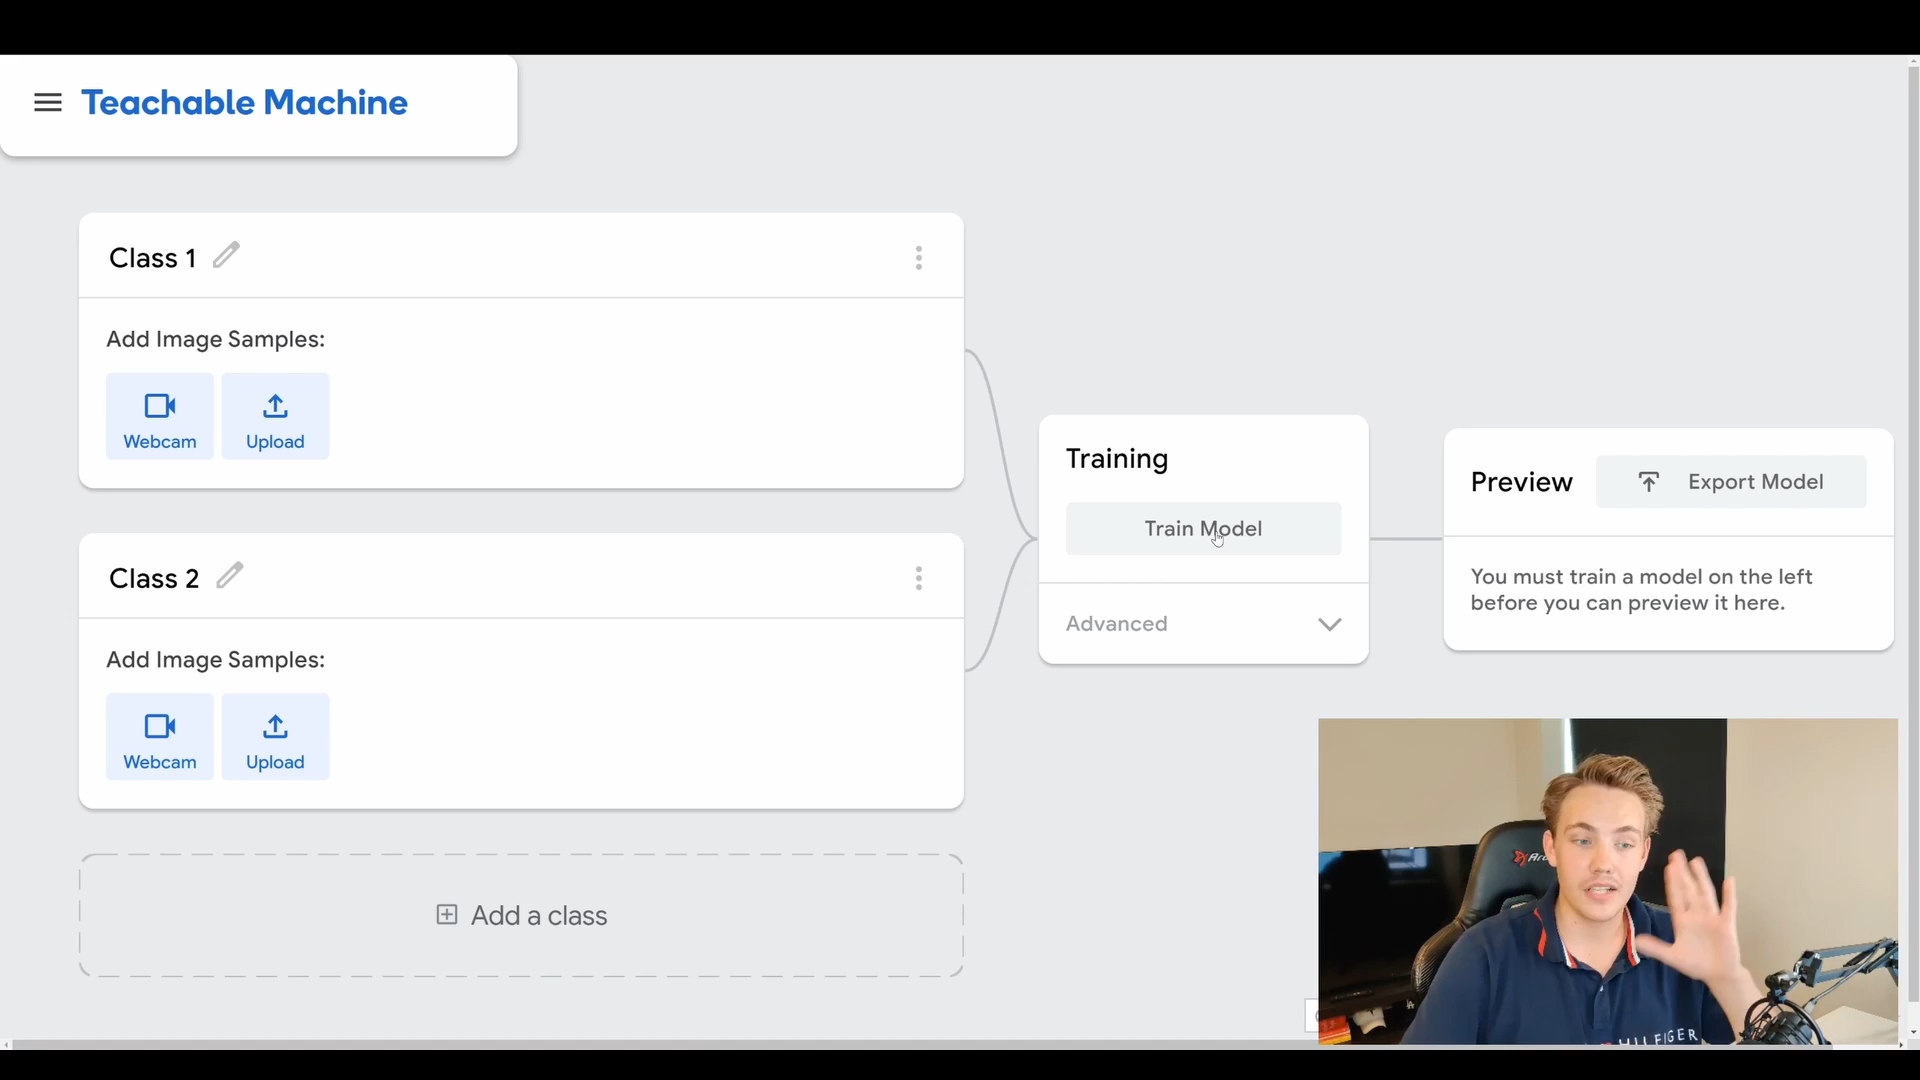 Teachable Machine
Class 1
Add Image Samples:
Webcam
Upload
Class 2
Add Image Samples:
Webcam
Upload
Add a class
Training
Train Model
Advanced
Preview
Export Model
You must train a model on the left
before you can preview it here.
HILFIGER